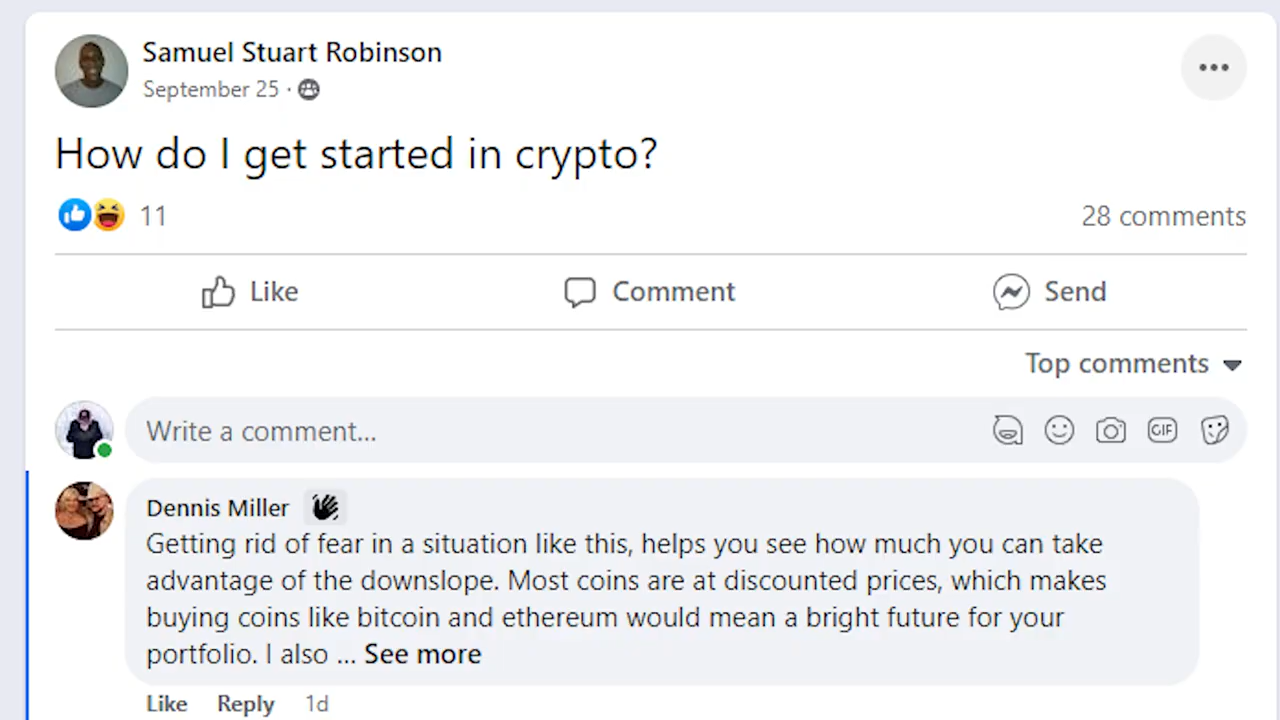 Samuel Stuart Robinson
September 25 ·
How do I get started in crypto?
11
28 comments
Like
Comment
Send
Top comments
Write a comment...
GIF
Dennis Miller
Getting rid of fear in a situation like this, helps you see how much you can take
advantage of the downslope. Most coins are at discounted prices, which makes
buying coins like bitcoin and ethereum would mean a bright future for your
portfolio. I also ... See more
Like Reply 1d